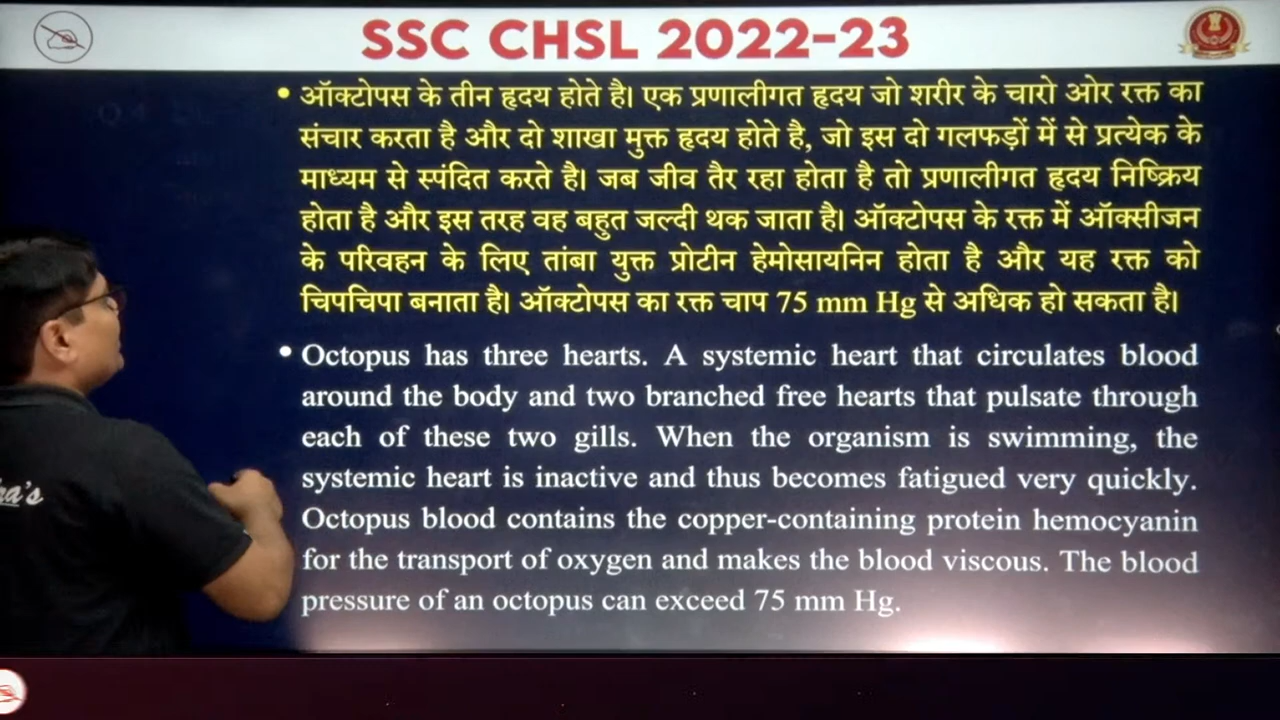 SSC CHSL 2022-23
• ऑक्टोपस के तीन हृदय होते है। एक प्रणालीगत हृदय जो शरीर के चारो ओर रक्त का
संचार करता है और दो शाखा मुक्त हृदय होते है, जो इस दो गलफड़ों में से प्रत्येक के
माध्यम से स्पंदित करते है। जब जीव तैर रहा होता है तो प्रणालीगत हृदय निष्क्रिय
होता है और इस तरह वह बहुत जल्दी थक जाता है। ऑक्टोपस के रक्त में ऑक्सीजन
के परिवहन के लिए तांबा युक्त प्रोटीन हेमोसायनिन होता है और यह रक्त को
चिपचिपा बनाता है। ऑक्टोपस का रक्त चाप 75 mm Hg से अधिक हो सकता है।
• Octopus has three hearts. A systemic heart that circulates blood
around the body and two branched free hearts that pulsate through
each of these two gills. When the organism is swimming, the
systemic heart is inactive and thus becomes fatigued very quickly.
Octopus blood contains the copper-containing protein hemocyanin
for the transport of oxygen and makes the blood viscous. The blood
pressure of an octopus can exceed 75 mm Hg.